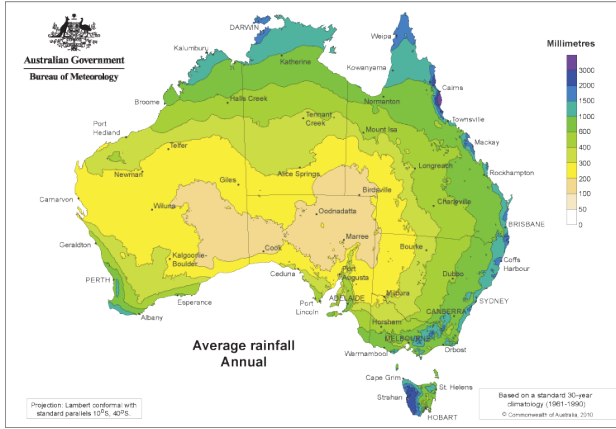 Australian Government
Bureau of Meteorology
DARWIN
Weipa
Kalumburu
Katherine
Kowanyama
Millimetres
3000
2000
1500
1000
600
400
300
200
100
50
0
Cairns
Broome
Halls Creek
Normanton
Tennant
Creek
Townsville
Port
Hedland
Mount Isa
Mackay
Telfer
Longreach
Rockhampton
Newman
Giles
Alice Springs
Birdsville
Carnarvon
Wiluna
Oodnadatta
Charleville
BRISBANE
Geraldton
Marree
Bourke
Coffs
Harbour
Kalgoorlie-
Boulder
Cook
Ceduna
Port
Augusta
Dubbo
PERTH
Esperance
Port
Lincoln
ADELAIDE
Mildura
SYDNEY
Albany
Horsham
CANBERRA
MELBOURNE
Warrnambool
Orbost
Average rainfall
Annual
Cape Grim
St. Helens
Strahan
HOBART
Projection: Lambert conformal with
standard parallels 10°S, 40°S.
Based on a standard 30-year
climatology (1961-1990)
© Commonwealth of Australia, 2010